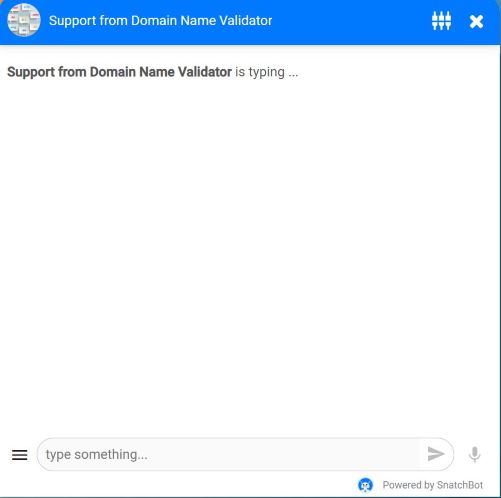 Support from Domain Name Validator
Support from Domain Name Validator is typing ...
type something...
Powered by SnatchBot